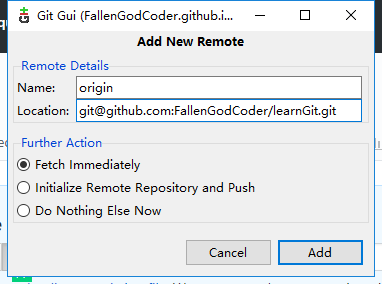 Git Gui (FallenGodCoder.github.i...
Add New Remote
Remote Details
Name: origin
Location: git@github.com:FallenGodCoder/learnGit.git
Further Action
Fetch Immediately
Initialize Remote Repository and Push
Do Nothing Else Now
Cancel Add